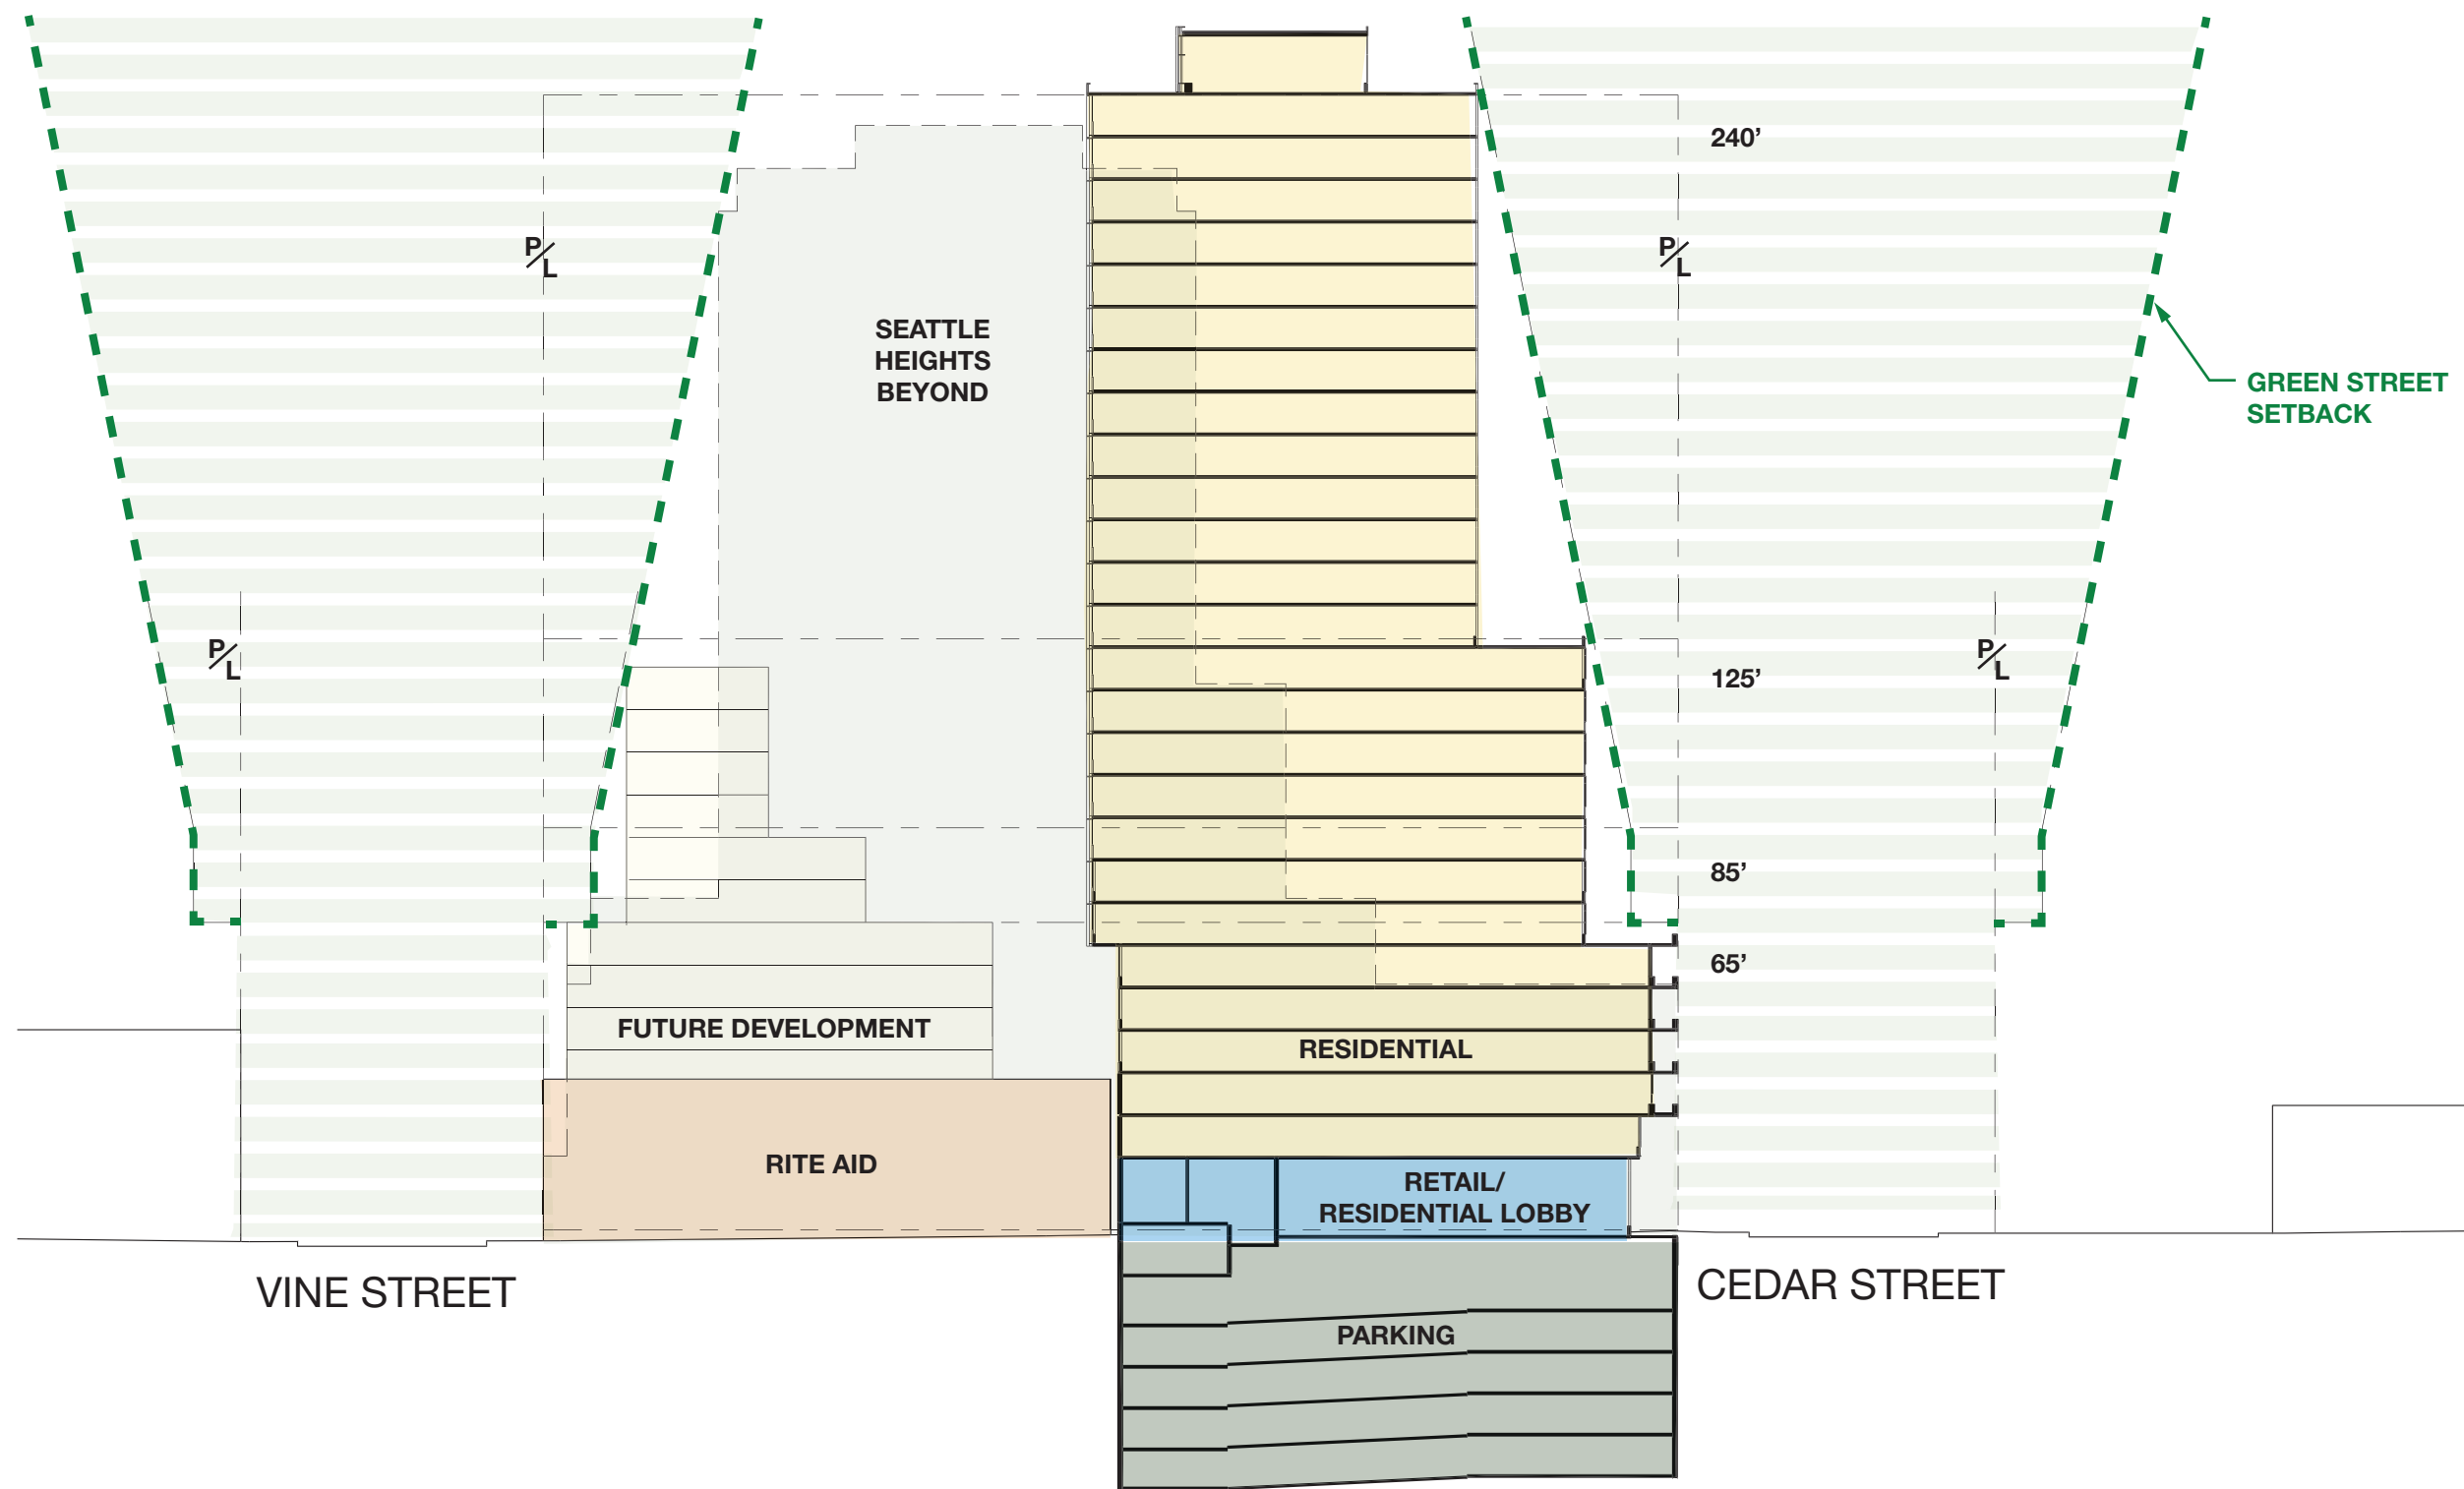 240’
P/L
P/L
SEATTLE
HEIGHTS
BEYOND
GREEN STREET
SETBACK
P/L
P/L
125’
85’
65’
FUTURE DEVELOPMENT
RESIDENTIAL
RITE AID
RETAIL/
RESIDENTIAL LOBBY
VINE STREET
CEDAR STREET
PARKING